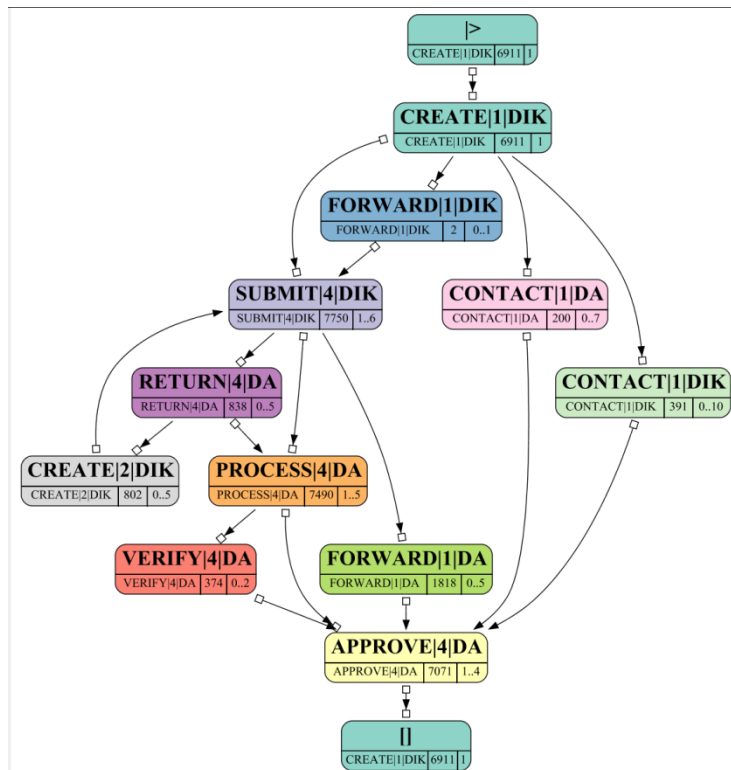 |>
CREATE|1|DIK 6911 1
CREATE|1|DIK
CREATE|1|DIK 6911 1
FORWARD|1|DIK
FORWARD|1|DIK 2 0..1
SUBMIT|4|DIK
SUBMIT|4|DIK 7750 1..6
CONTACT|1|DA
CONTACT|1|DA 200 0..7
RETURN|4|DA
RETURN|4|DA 838 0..5
CONTACT|1|DIK
CONTACT|1|DIK 391 0..10
CREATE|2|DIK
CREATE|2|DIK 802 0..5
PROCESS|4|DA
PROCESS|4|DA 7490 1..5
VERIFY|4|DA
VERIFY|4|DA 374 0..2
FORWARD|1|DA
FORWARD|1|DA 1818 0..5
APPROVE|4|DA
APPROVE|4|DA 7071 1..4
[]
CREATE|1|DIK 6911 1